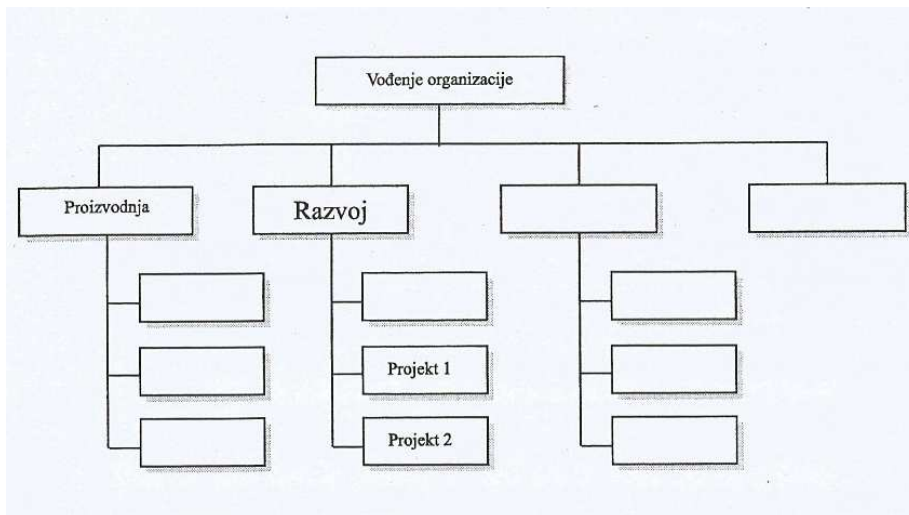 Vođenje organizacije
Proizvodnja
Razvoj
Projekt 1
Projekt 2